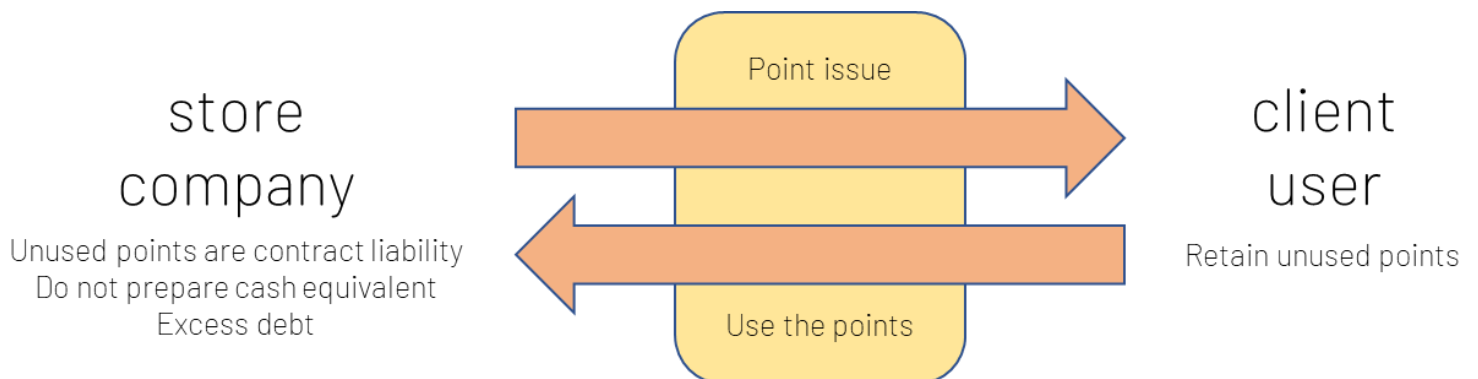 store
company
Unused points are contract liability
Do not prepare cash equivalent
Excess debt
Point issue
Use the points
client
user
Retain unused points